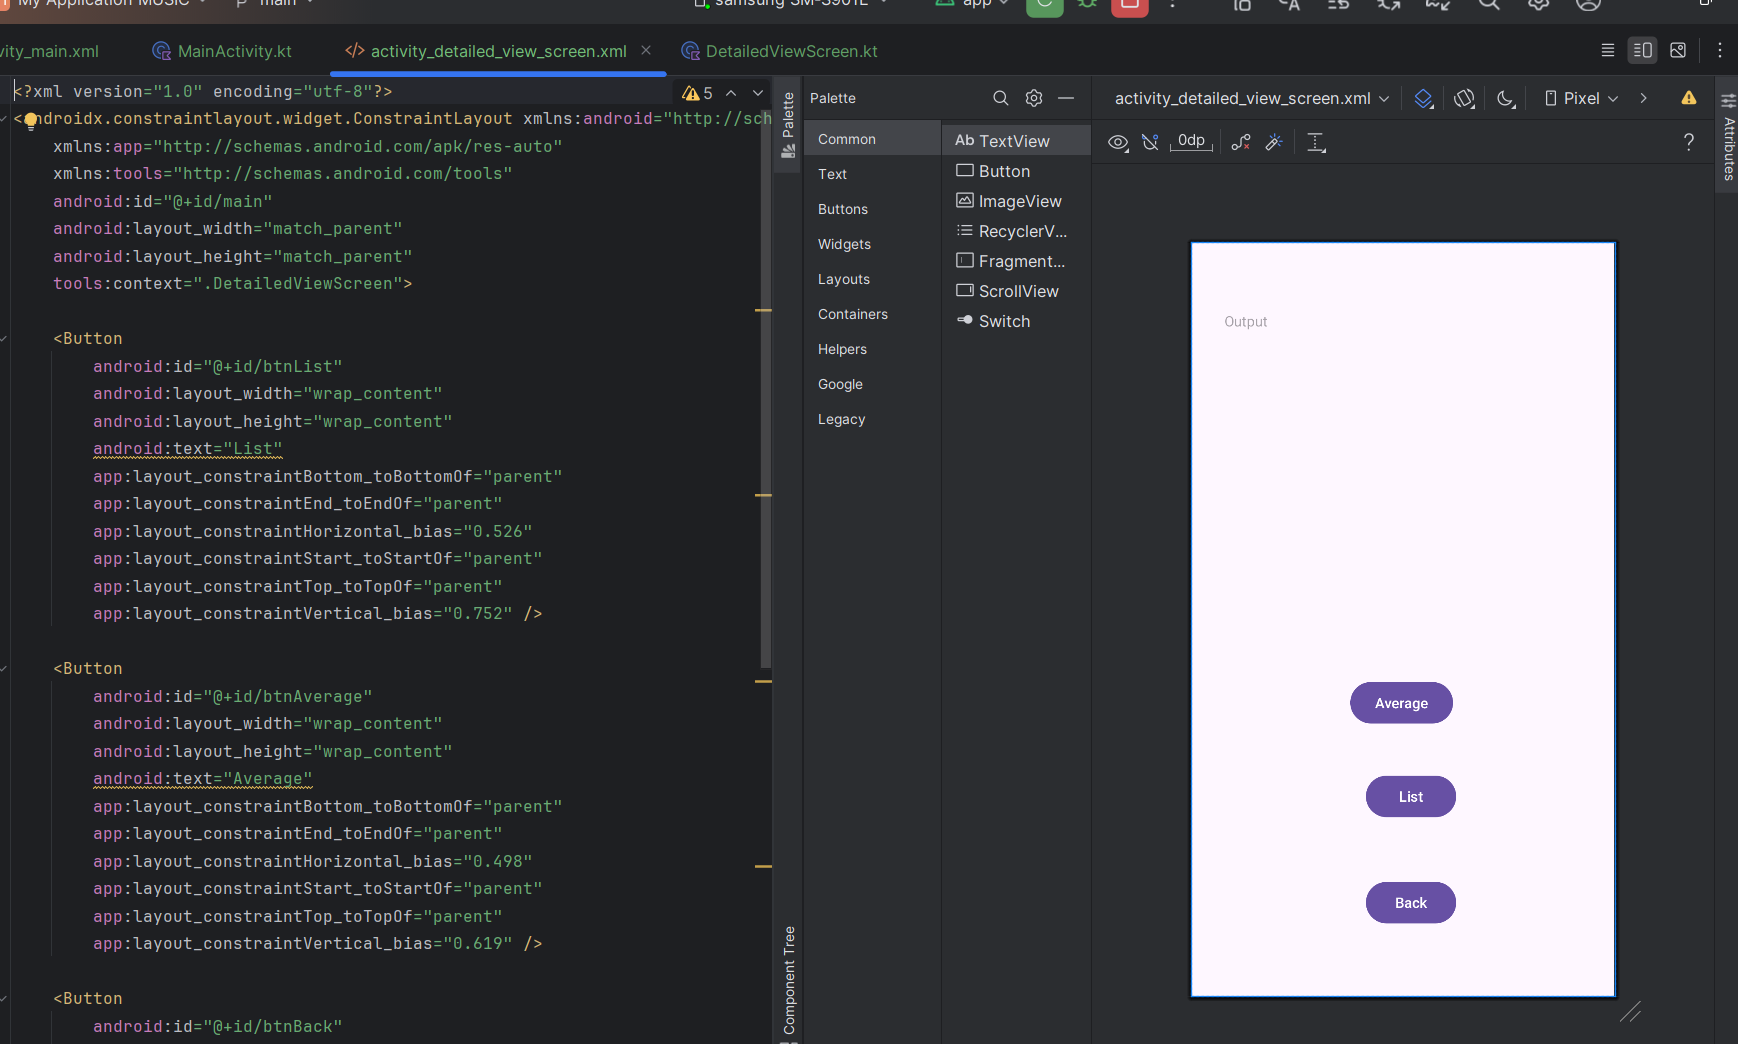 My Application MUSIC
main
samsung SM-S901E
app
vity_main.xml
MainActivity.kt
activity_detailed_view_screen.xml
DetailedViewScreen.kt
<?xml version="1.0" encoding="utf-8"?>
5
<androidx.constraintlayout.widget.ConstraintLayout xmlns:android="http://sch
xmlns:app="http://schemas.android.com/apk/res-auto"
xmlns:tools="http://schemas.android.com/tools"
android:id="@+id/main"
android:layout_width="match_parent"
android:layout_height="match_parent"
tools:context=".DetailedViewScreen">
<Button
android:id="@+id/btnList"
android:layout_width="wrap_content"
android:layout_height="wrap_content"
android:text="List"
app:layout_constraintBottom_toBottomOf="parent"
app:layout_constraintEnd_toEndOf="parent"
app:layout_constraintHorizontal_bias="0.526"
app:layout_constraintStart_toStartOf="parent"
app:layout_constraintTop_toTopOf="parent"
app:layout_constraintVertical_bias="0.752" />
<Button
android:id="@+id/btnAverage"
android:layout_width="wrap_content"
android:layout_height="wrap_content"
android:text="Average"
app:layout_constraintBottom_toBottomOf="parent"
app:layout_constraintEnd_toEndOf="parent"
app:layout_constraintHorizontal_bias="0.498"
app:layout_constraintStart_toStartOf="parent"
app:layout_constraintTop_toTopOf="parent"
app:layout_constraintVertical_bias="0.619" />
<Button
android:id="@+id/btnBack"
Palette
Component Tree
Palette
Common
Text
Buttons
Widgets
Layouts
Containers
Helpers
Google
Legacy
Ab TextView
Button
ImageView
RecyclerV...
Fragment...
ScrollView
Switch
activity_detailed_view_screen.xml
Pixel
0dp
?
Attributes
Output
Average
List
Back